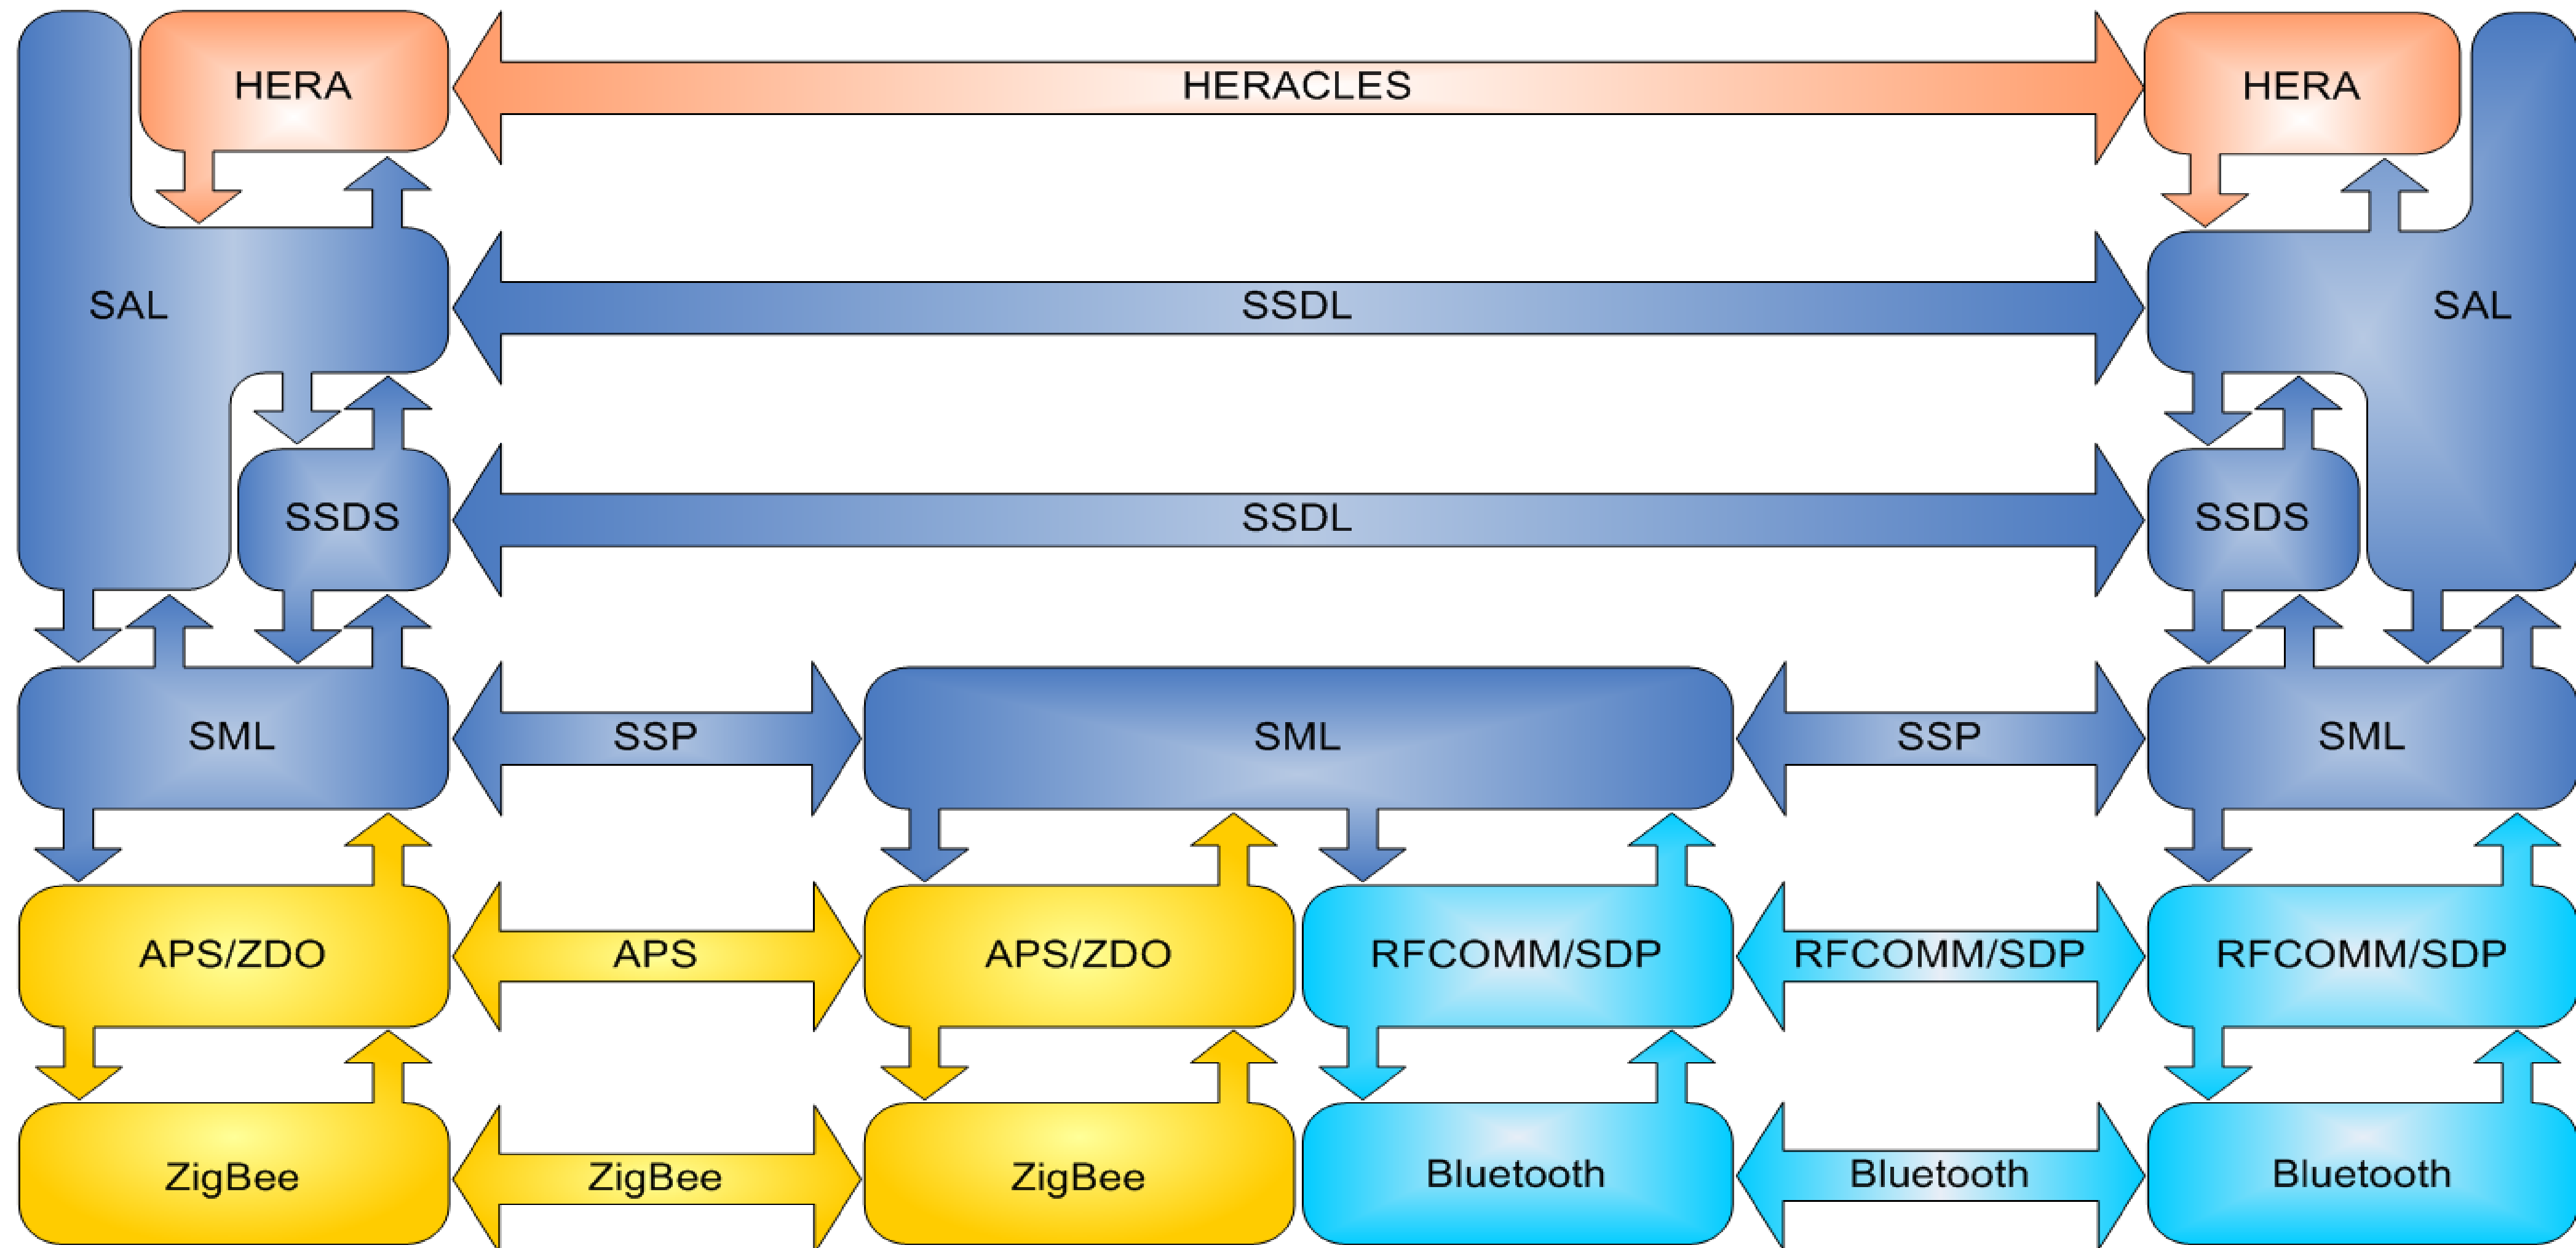 HERA
HERACLES
HERA
SAL
SSDL
SAL
SSDS
SSDL
SSDS
SML
SSP
SML
SSP
SML
APS/ZDO
APS
APS/ZDO
RFCOMM/SDP
RFCOMM/SDP
RFCOMM/SDP
ZigBee
ZigBee
ZigBee
Bluetooth
Bluetooth
Bluetooth